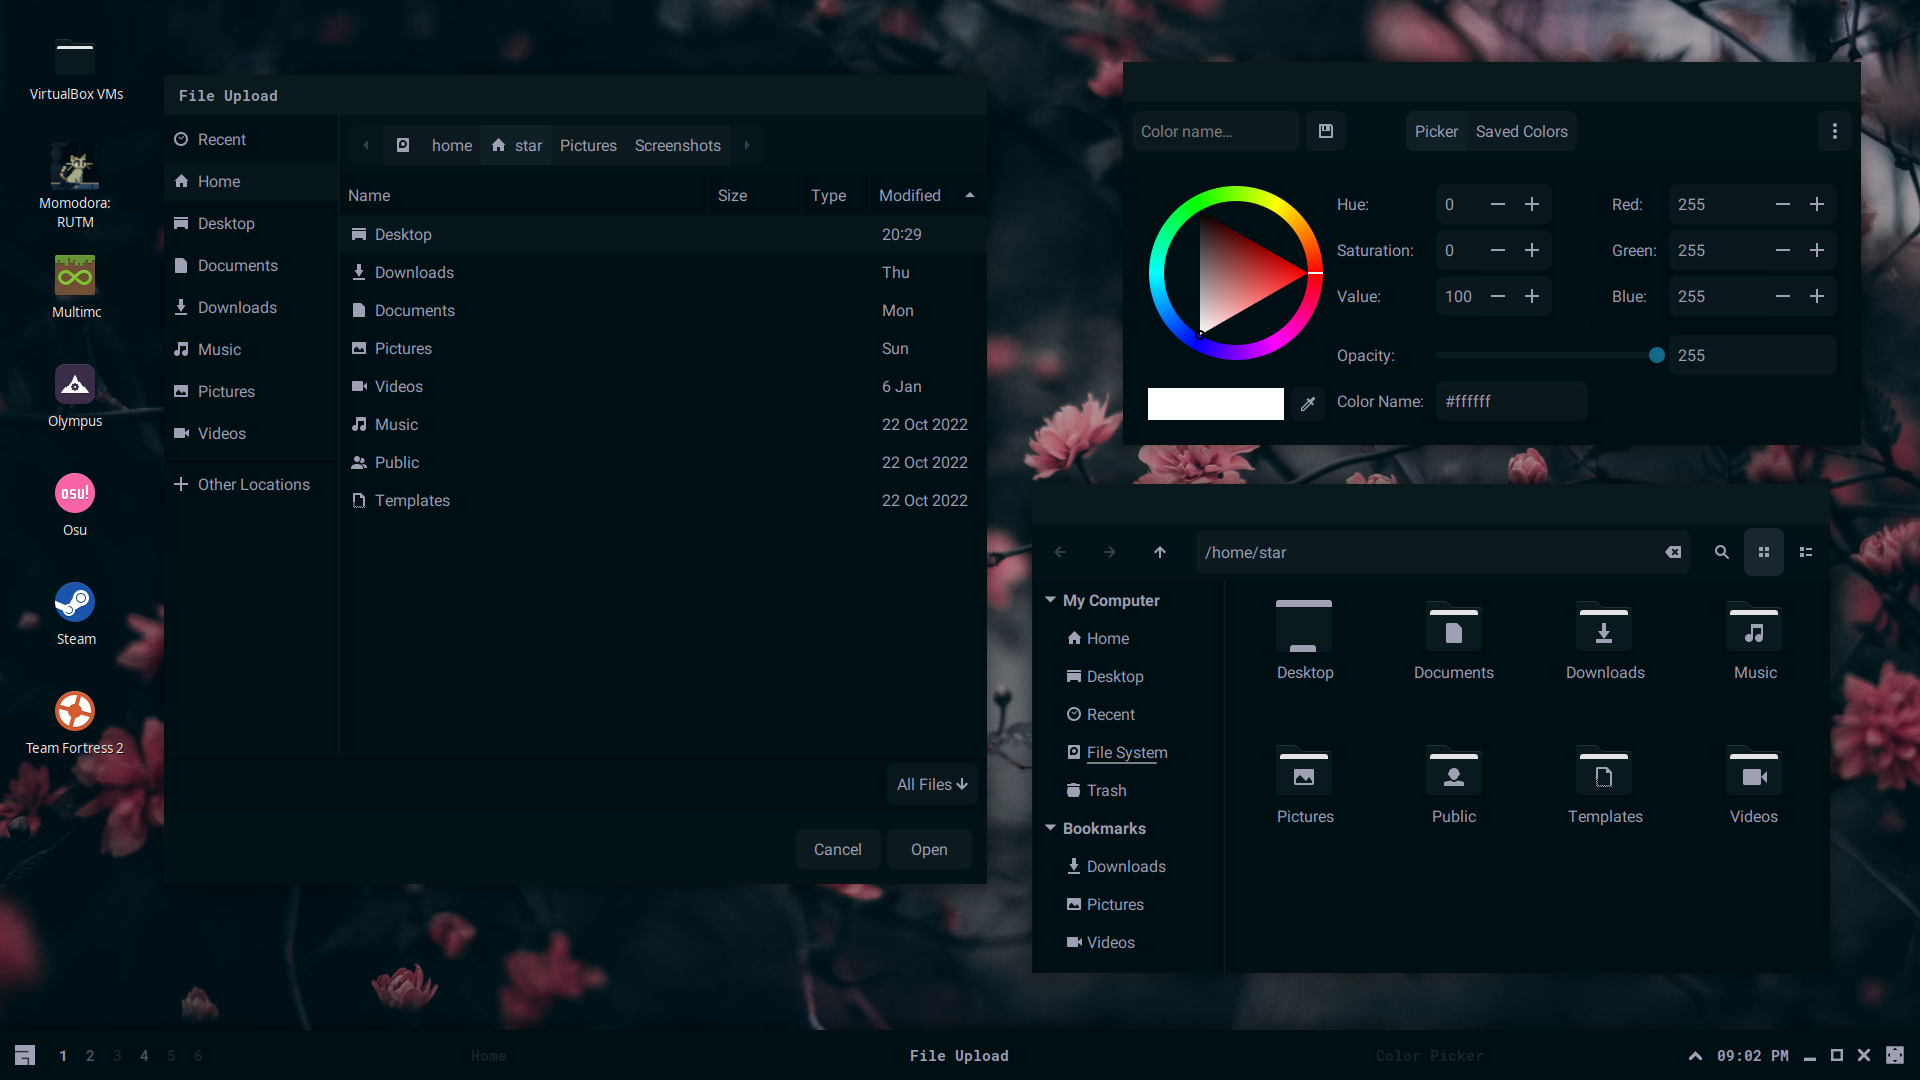 VirtualBox VMs
Momodora:
RUTM
Multimc
Olympus
osu!
Osu
Steam
Team Fortress 2
File Upload
Recent
Home
Desktop
Documents
Downloads
Music
Pictures
Videos
Other Locations
home star Pictures Screenshots
Name Size Type Modified
Desktop 20:29
Downloads Thu
Documents Mon
Pictures Sun
Videos 6 Jan
Music 22 Oct 2022
Public 22 Oct 2022
Templates 22 Oct 2022
All Files
Cancel Open
Color name...
Picker Saved Colors
Hue: 0 Red: 255
Saturation: 0 Green: 255
Value: 100 Blue: 255
Opacity: 255
Color Name: #ffffff
/home/star
My Computer
Home
Desktop
Recent
File System
Trash
Bookmarks
Downloads
Pictures
Videos
Desktop Documents Downloads Music
Pictures Public Templates Videos
1 2 3 4 5 6 Home File Upload Color Picker 09:02 PM